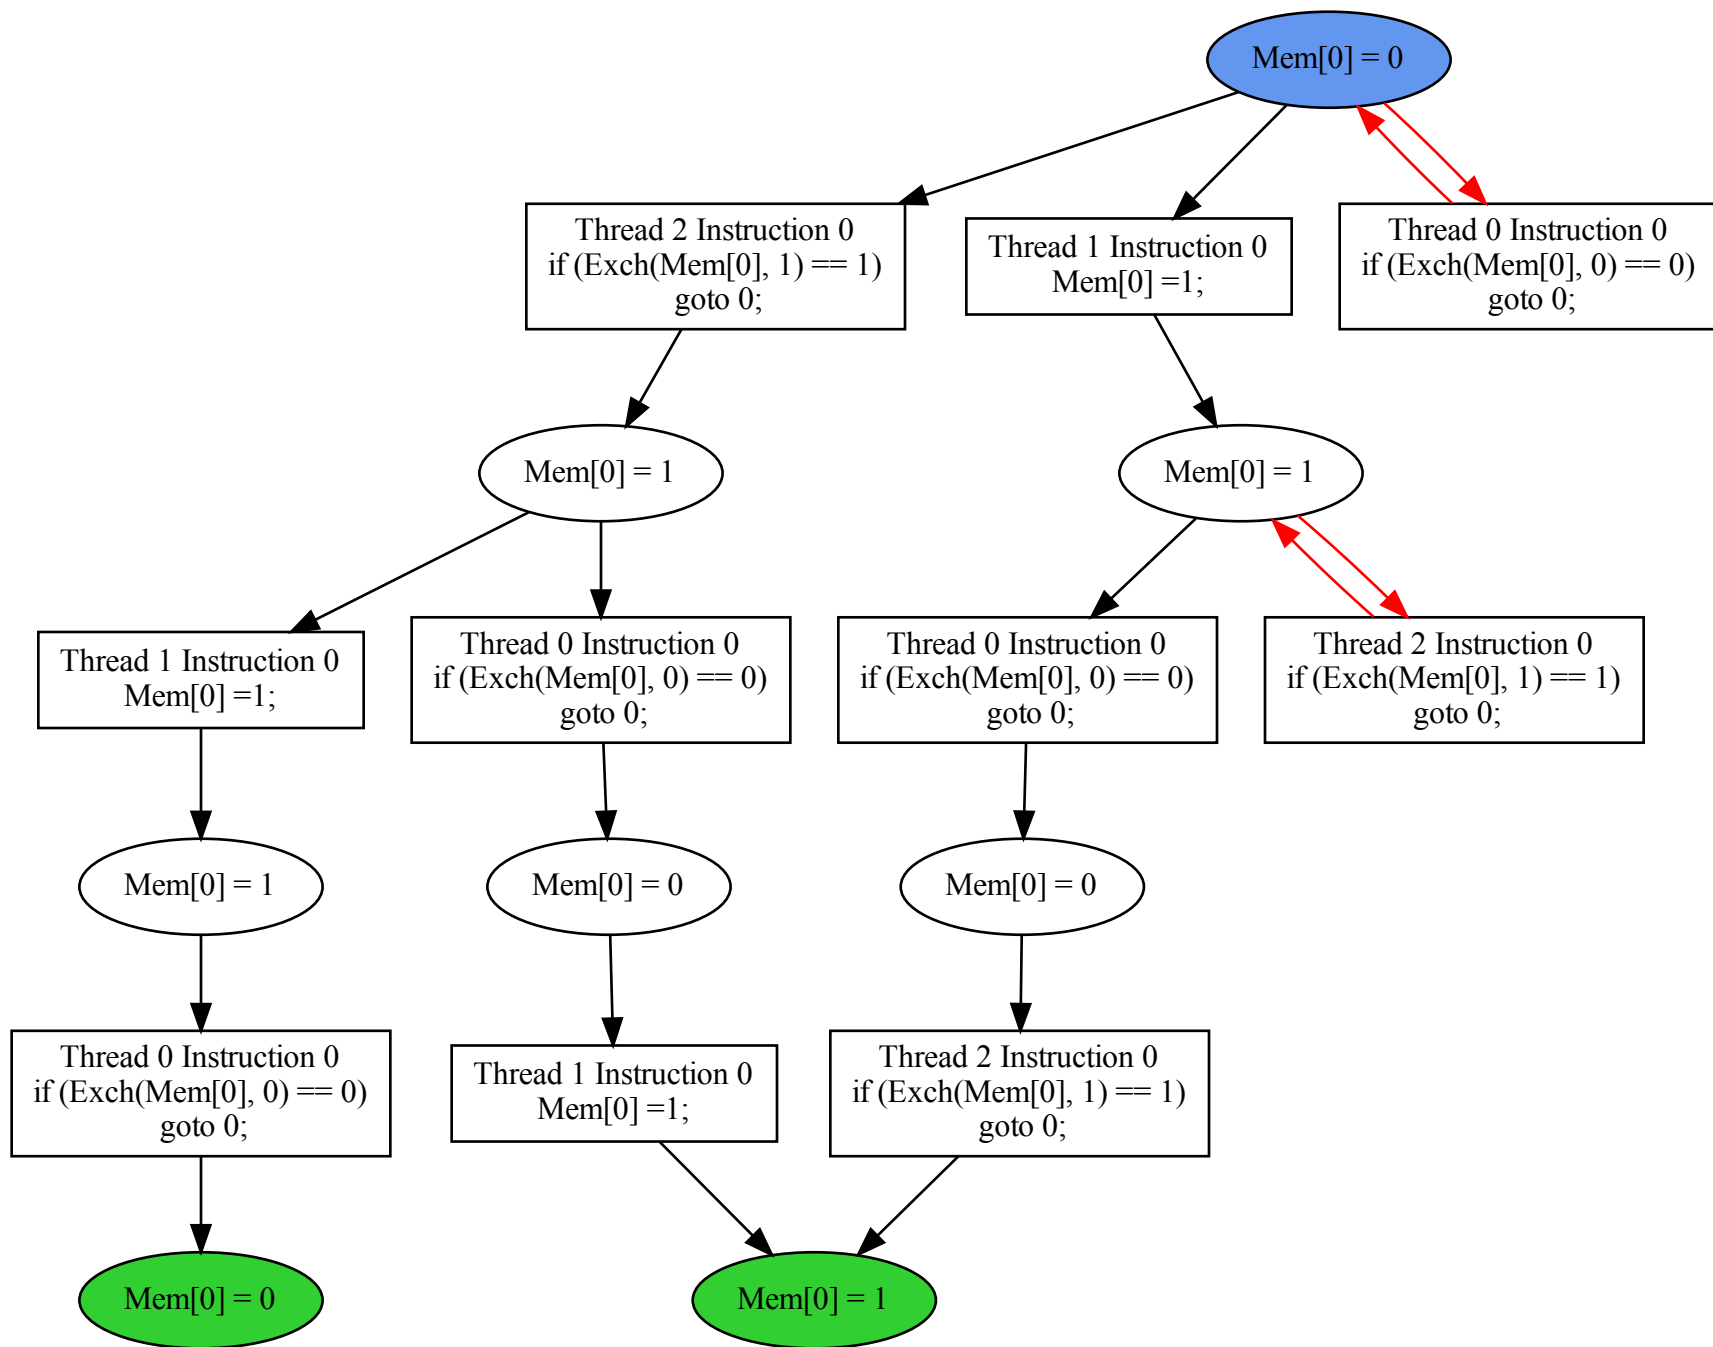 Mem[0] = 0
Thread 2 Instruction 0
if (Exch(Mem[0], 1) == 1)
goto 0;
Thread 1 Instruction 0
Mem[0] =1;
Thread 0 Instruction 0
if (Exch(Mem[0], 0) == 0)
goto 0;
Mem[0] = 1
Mem[0] = 1
Thread 1 Instruction 0
Mem[0] =1;
Thread 0 Instruction 0
if (Exch(Mem[0], 0) == 0)
goto 0;
Thread 0 Instruction 0
if (Exch(Mem[0], 0) == 0)
goto 0;
Thread 2 Instruction 0
if (Exch(Mem[0], 1) == 1)
goto 0;
Mem[0] = 1
Mem[0] = 0
Mem[0] = 0
Thread 0 Instruction 0
if (Exch(Mem[0], 0) == 0)
goto 0;
Thread 1 Instruction 0
Mem[0] =1;
Thread 2 Instruction 0
if (Exch(Mem[0], 1) == 1)
goto 0;
Mem[0] = 0
Mem[0] = 1